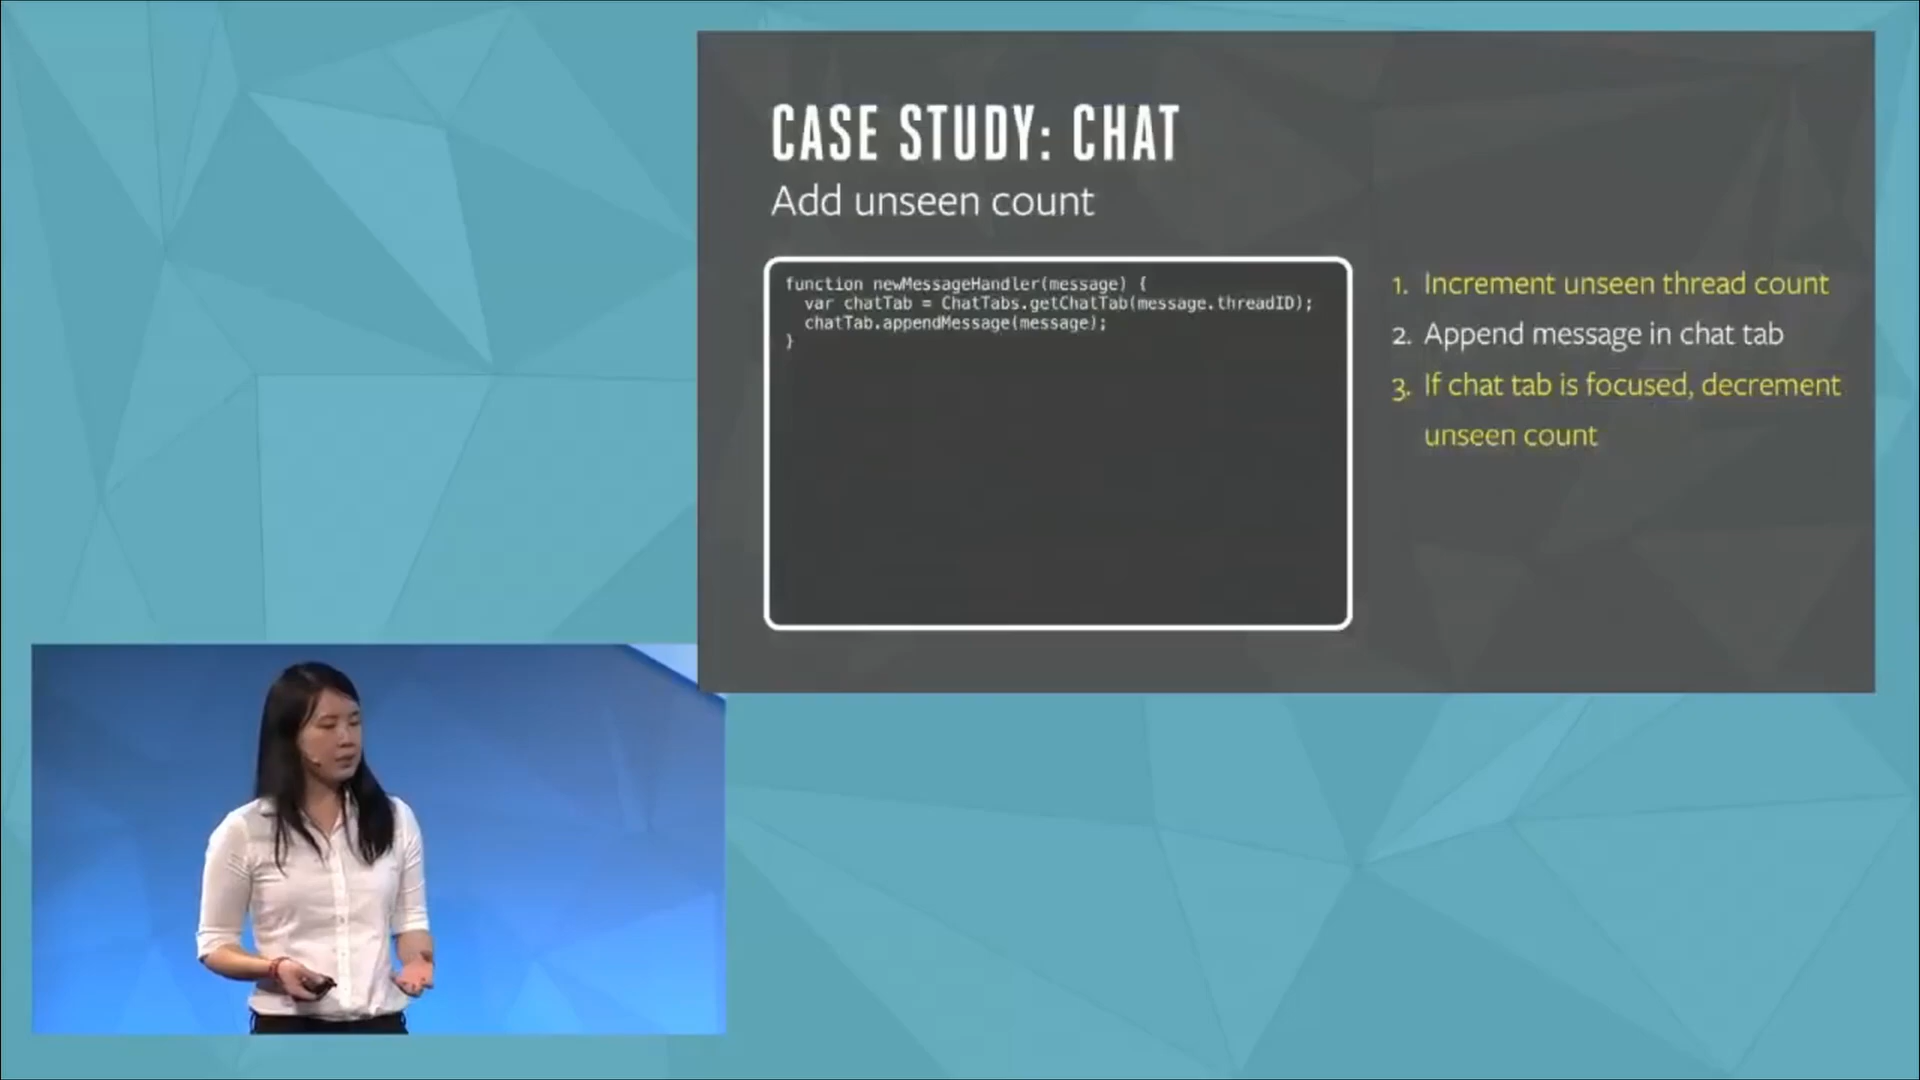 CASE STUDY: CHAT
Add unseen count
function newMessageHandler(message) {
  var chatTab = ChatTabs.getChatTab(message.threadID);
  chatTab.appendMessage(message);
}
1. Increment unseen thread count
2. Append message in chat tab
3. If chat tab is focused, decrement
unseen count